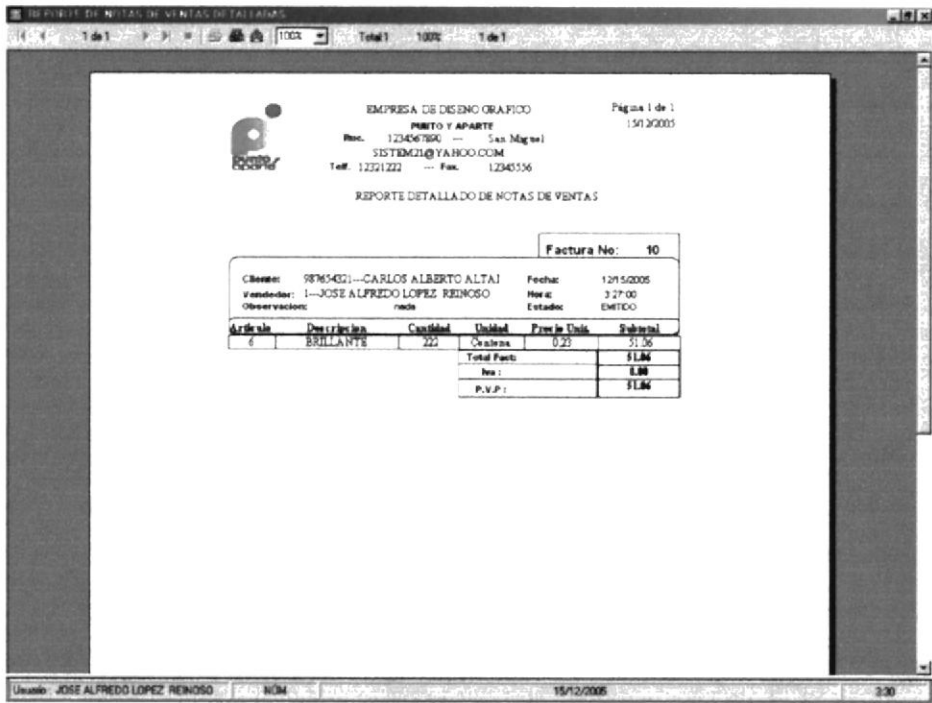 REPORTE DE NOTAS DE VENTAS DETALLADAS
1 de 1 100% Total:1 100% 1 de 1
EMPRESA DE DISENO GRAFICO Página 1 de 1
PUNTO Y APARTE 15/12/2005
Ruc. 1234567890 --- San Miguel
SISTEM21@YAHOO.COM
Telf. 12321222 --- Fax. 12345556
punto y aparte
REPORTE DETALLADO DE NOTAS DE VENTAS
Factura No: 10
Cliente: 987654321---CARLOS ALBERTO ALTAI Fecha: 12/15/2005
Vendedor: 1---JOSE ALFREDO LOPEZ REINOSO Hora: 3:27:00
Observacion: nada Estado: EMITIDO
Articulo Descripcion Cantidad Unidad Precio Unit. Subtotal
6 BRILLANTE 222 Centena 0,23 51.06
Total Fact: 51.06
Iva : 0.00
P.V.P : 51.06
Usuario : JOSE ALFREDO LOPEZ REINOSO NÚM 15/12/2005 3:30